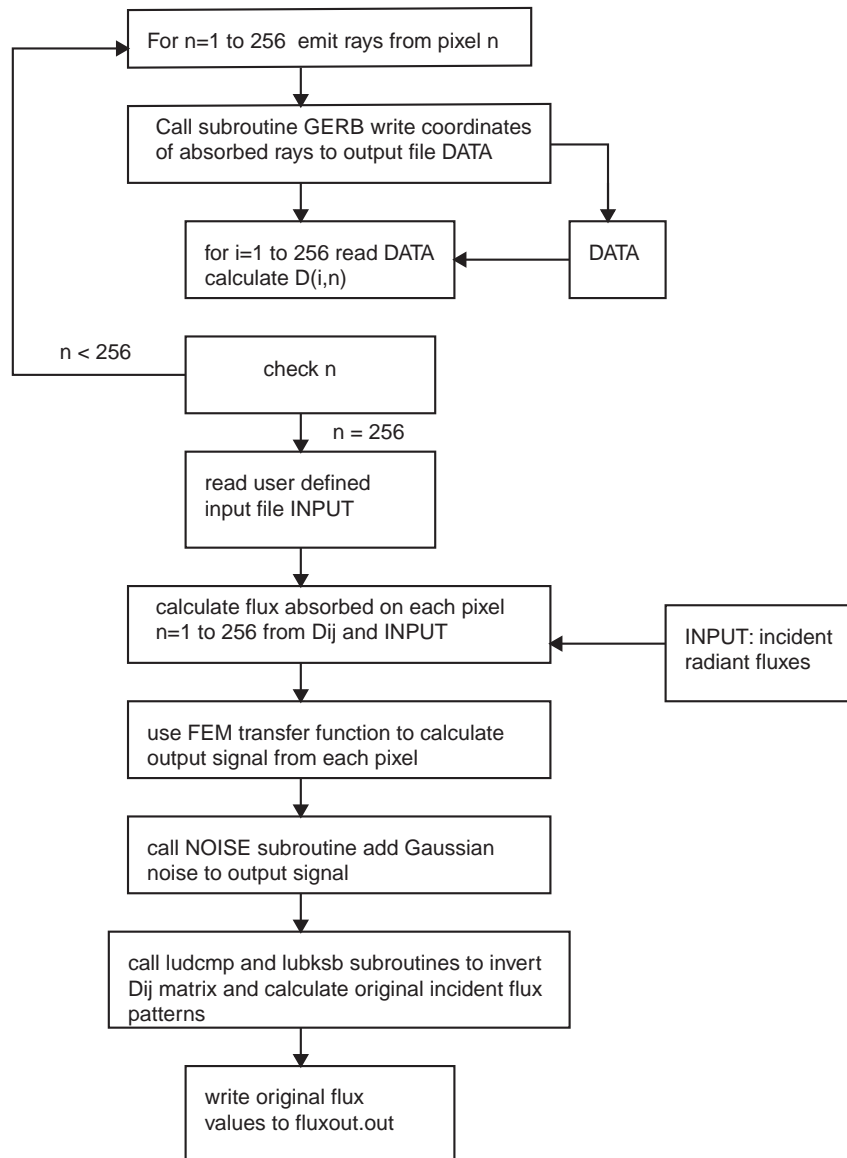 For n=1 to 256 emit rays from pixel n
Call subroutine GERB write coordinates
of absorbed rays to output file DATA
for i=1 to 256 read DATA
calculate D(i,n)
DATA
n < 256
check n
n = 256
read user defined
input file INPUT
calculate flux absorbed on each pixel
n=1 to 256 from Dij and INPUT
INPUT: incident
radiant fluxes
use FEM transfer function to calculate
output signal from each pixel
call NOISE subroutine add Gaussian
noise to output signal
call ludcmp and lubksb subroutines to invert
Dij matrix and calculate original incident flux
patterns
write original flux
values to fluxout.out